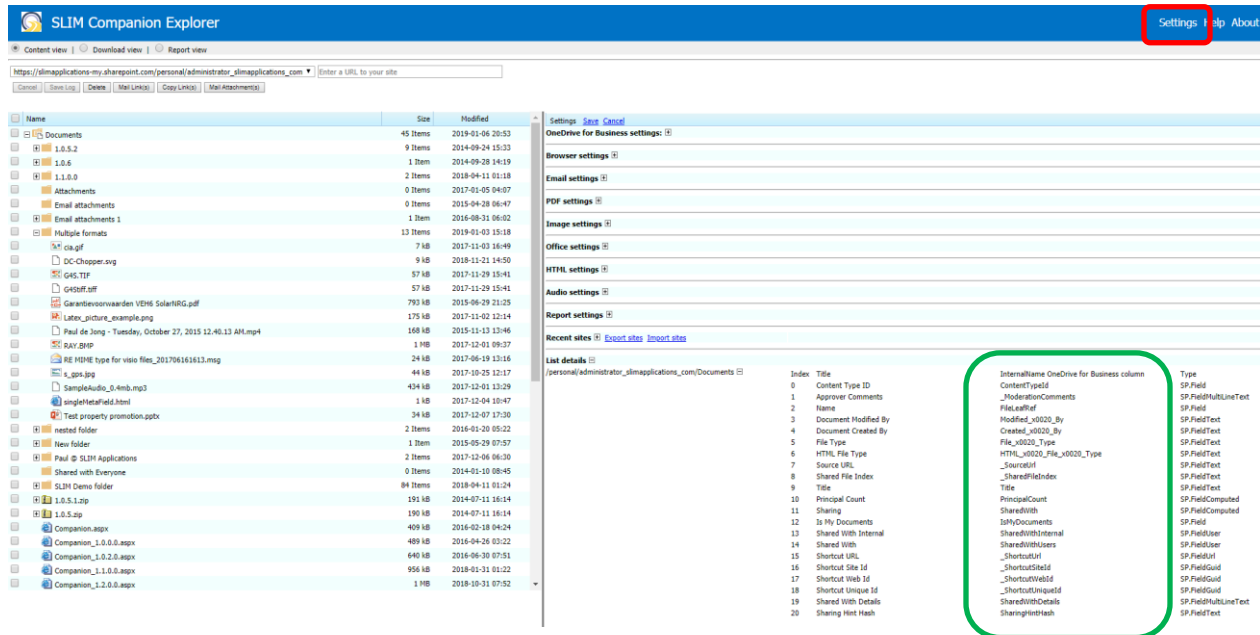 SLIM Companion Explorer
Settings Help About
Content view | Download view | Report view
https://slimapplications-my.sharepoint.com/personal/administrator_slimapplications_com Enter a URL to your site
Cancel Save Log Delete Mail Link(s) Copy Link(s) Mail Attachment(s)
Name Size Modified
Documents 45 Items 2019-01-06 20:53
1.0.5.2 9 Items 2014-09-24 15:33
1.0.6 1 Item 2014-09-28 14:19
1.1.0.0 2 Items 2018-04-11 01:18
Attachments 0 Items 2017-01-05 04:07
Email attachments 0 Items 2015-04-28 06:47
Email attachments 1 1 Item 2016-08-31 06:02
Multiple formats 13 Items 2019-01-03 15:18
cia.gif 7 kB 2017-11-03 16:49
DC-Chopper.svg 9 kB 2018-11-21 14:50
G4S.TIF 57 kB 2017-11-29 15:41
G4Stiff.tiff 57 kB 2017-11-29 15:41
Garantievoorwaarden VEH6 SolarNRG.pdf 793 kB 2015-06-29 21:25
Latex_picture_example.png 175 kB 2017-11-02 12:14
Paul de Jong - Tuesday, October 27, 2015 12.40.13 AM.mp4 168 kB 2015-11-13 13:46
RAY.BMP 1 MB 2017-12-01 09:37
RE MIME type for visio files_201706161613.msg 24 kB 2017-06-19 13:16
s_gps.jpg 44 kB 2017-10-25 12:17
SampleAudio_0.4mb.mp3 434 kB 2017-12-01 13:29
singleMetaField.html 1 kB 2017-12-04 10:47
Test property promotion.pptx 34 kB 2017-12-07 17:30
nested folder 2 Items 2016-01-20 05:22
New folder 1 Item 2015-05-29 07:57
Paul @ SLIM Applications 2 Items 2017-12-06 06:30
Shared with Everyone 0 Items 2014-01-10 08:45
SLIM Demo folder 84 Items 2018-04-11 01:24
1.0.5.1.zip 191 kB 2014-07-11 16:14
1.0.5.zip 190 kB 2014-07-11 16:14
Companion.aspx 409 kB 2016-02-18 04:24
Companion_1.0.0.0.aspx 489 kB 2016-04-26 03:22
Companion_1.0.2.0.aspx 640 kB 2016-06-30 07:51
Companion_1.1.0.0.aspx 956 kB 2018-01-31 01:22
Companion_1.2.0.0.aspx 1 MB 2018-10-31 07:52
Settings Save Cancel
OneDrive for Business settings:
Browser settings
Email settings
PDF settings
Image settings
Office settings
HTML settings
Audio settings
Report settings
Recent sites Export sites Import sites
List details
/personal/administrator_slimapplications_com/Documents
Index Title InternalName OneDrive for Business column Type
0 Content Type ID ContentTypeId SP.Field
1 Approver Comments _ModerationComments SP.FieldMultiLineText
2 Name FileLeafRef SP.Field
3 Document Modified By Modified_x0020_By SP.FieldText
4 Document Created By Created_x0020_By SP.FieldText
5 File Type File_x0020_Type SP.FieldText
6 HTML File Type HTML_x0020_File_x0020_Type SP.FieldText
7 Source URL _SourceUrl SP.FieldText
8 Shared File Index _SharedFileIndex SP.FieldText
9 Title Title SP.FieldText
10 Principal Count PrincipalCount SP.FieldComputed
11 Sharing SharedWith SP.FieldComputed
12 Is My Documents IsMyDocuments SP.Field
13 Shared With Internal SharedWithInternal SP.FieldUser
14 Shared With SharedWithUsers SP.FieldUser
15 Shortcut URL _ShortcutUrl SP.FieldUrl
16 Shortcut Site Id _ShortcutSiteId SP.FieldGuid
17 Shortcut Web Id _ShortcutWebId SP.FieldGuid
18 Shortcut Unique Id _ShortcutUniqueId SP.FieldGuid
19 Shared With Details SharedWithDetails SP.FieldMultiLineText
20 Sharing Hint Hash SharingHintHash SP.FieldText